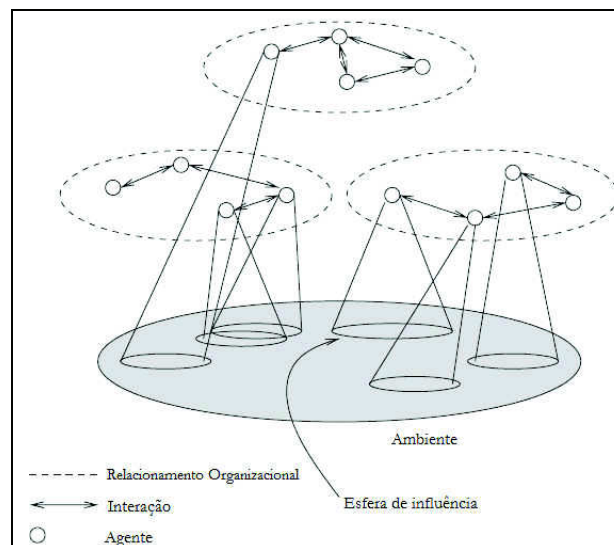 Ambiente
Relacionamento Organizacional
Esfera de influência
Interação
Agente